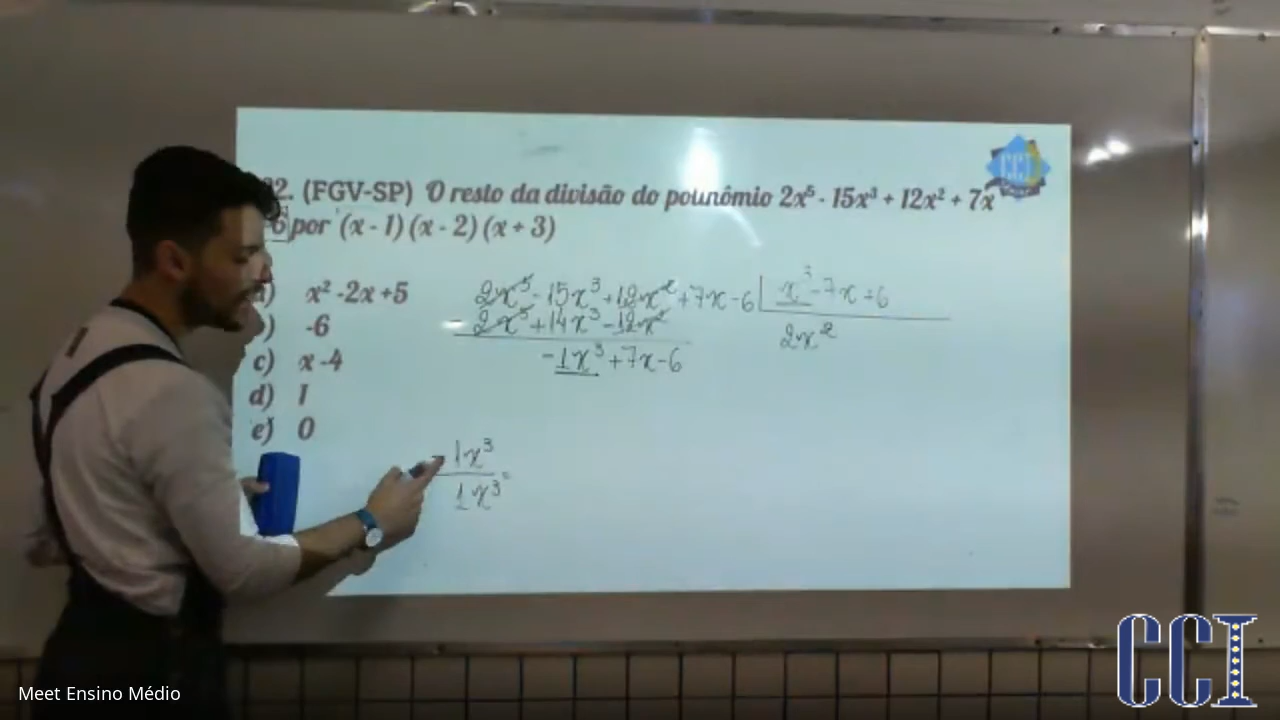 2. (FGV-SP) O resto da divisão do polinômio 2x⁵ - 15x³ + 12x² + 7x
- 6 por (x - 1) (x - 2) (x + 3)
a) x² - 2x + 5
) -6
c) x - 4
d) 1
e) 0
2x⁵ - 15x³ + 12x² + 7x - 6 | x³ - 7x + 6
- 2x⁵ + 14x³ - 12x² 2x²
- 1x³ + 7x - 6
- 1x³
1x³ =
CCI
CCI
Meet Ensino Médio